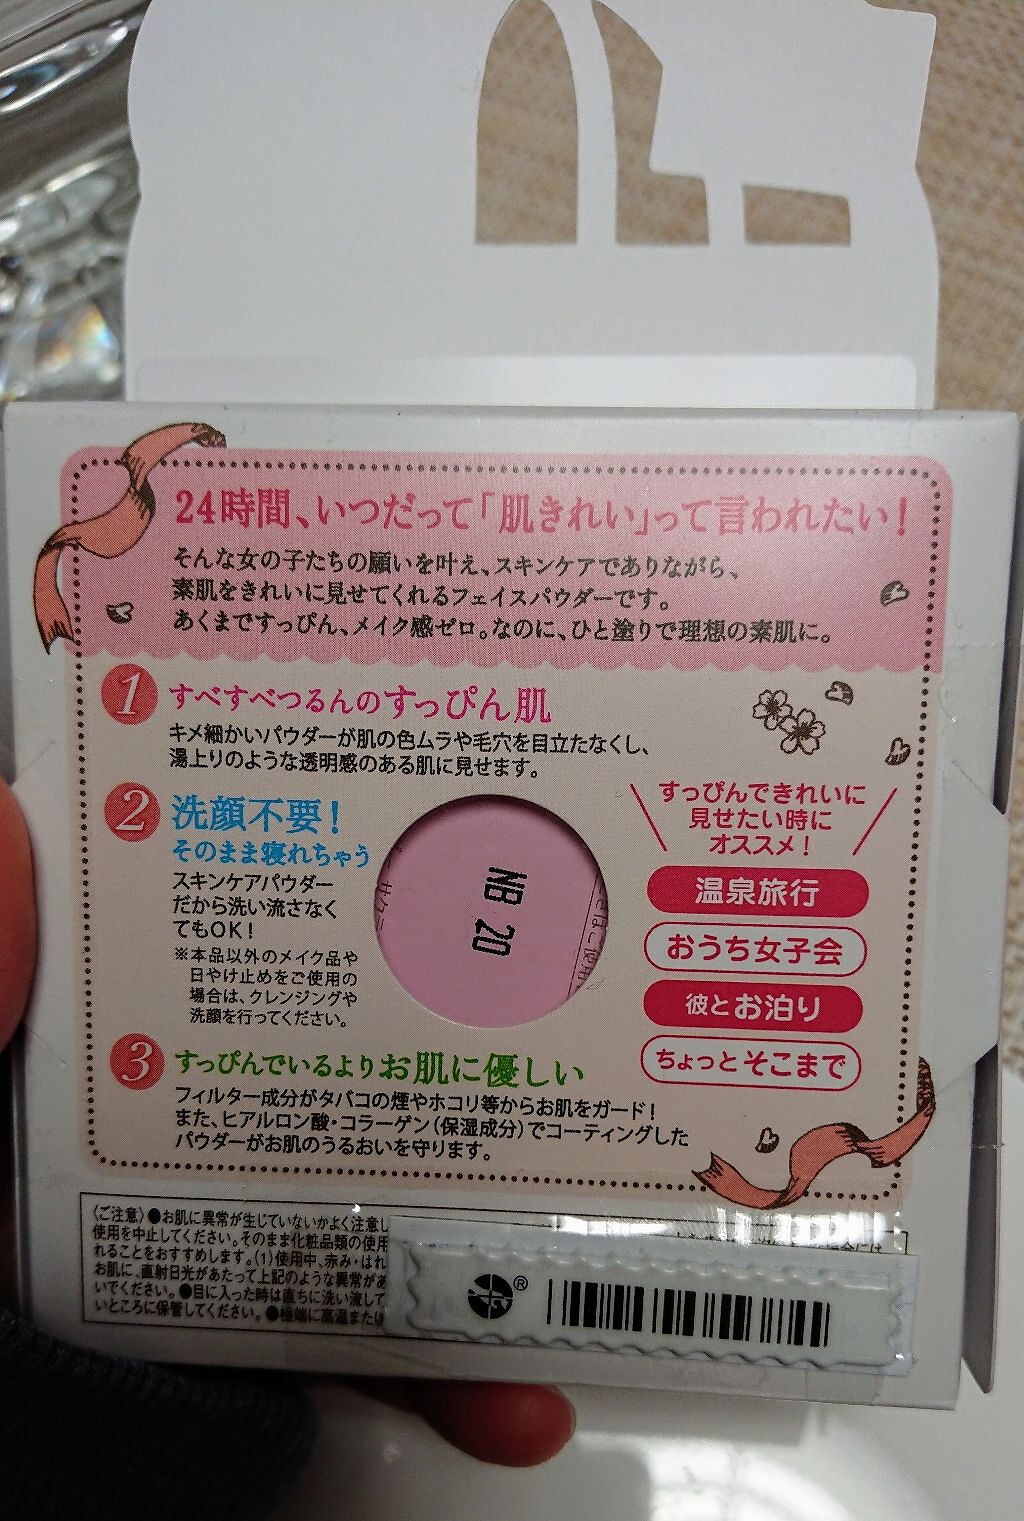 24時間、いつだって「肌きれい」って言われたい!
そんな女の子たちの願いを叶え、スキンケアでありながら、
素肌をきれいに見せてくれるフェイスパウダーです。
あくまですっぴん、メイク感ゼロ。なのに、ひと塗りで理想の素肌に。
1 すべすべつるんのすっぴん肌
キメ細かいパウダーが肌の色ムラや毛穴を目立たなくし、
湯上りのような透明感のある肌に見せます。
2 洗顔不要!
そのまま寝れちゃう
スキンケアパウダー
だから洗い流さなく
てもOK!
※本品以外のメイク品や
日やけ止めをご使用の
場合は、クレンジングや
洗顔を行ってください。
NB 20
すっぴんできれいに
見せたい時に
オススメ!
温泉旅行
おうち女子会
彼とお泊り
ちょっとそこまで
3 すっぴんでいるよりお肌に優しい
フィルター成分がタバコの煙やホコリ等からお肌をガード!
また、ヒアルロン酸・コラーゲン(保湿成分)でコーティングした
パウダーがお肌のうるおいを守ります。
〈ご注意〉●お肌に異常が生じていないかよく注意し
使用を中止してください。そのまま化粧品類の使用
れることをおすすめします。(1)使用中、赤み・はれ
お肌に、直射日光があたって上記のような異常があ
いでください。●目に入った時は直ちに洗い流して
いところに保管してください。●極端に高温または
®